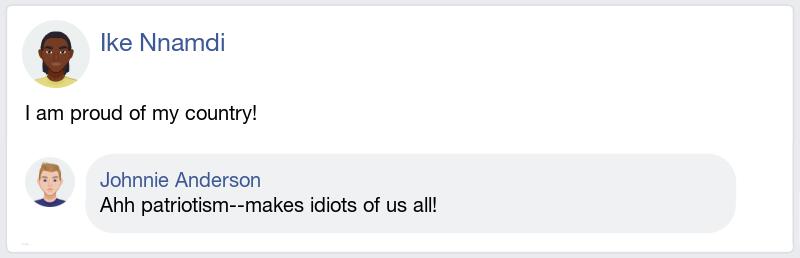 Ike Nnamdi
I am proud of my country!
Johnnie Anderson
Ahh patriotism--makes idiots of us all!